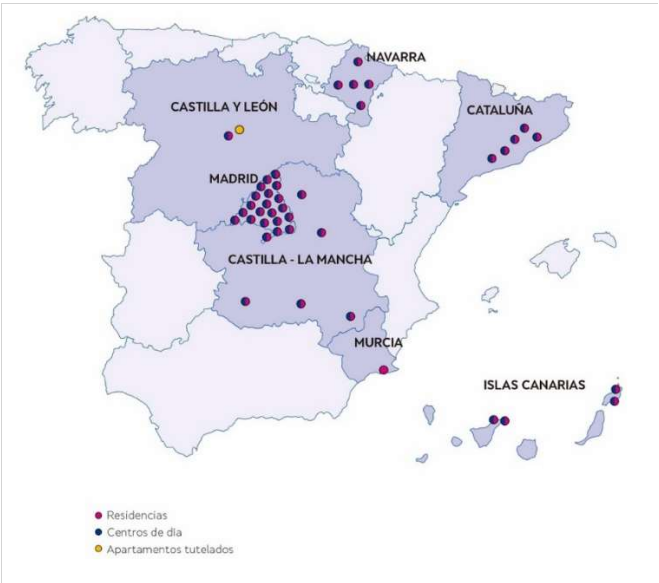 NAVARRA
CASTILLA Y LEÓN
CATALUÑA
MADRID
CASTILLA - LA MANCHA
MURCIA
ISLAS CANARIAS
Residencias
Centros de día
Apartamentos tutelados